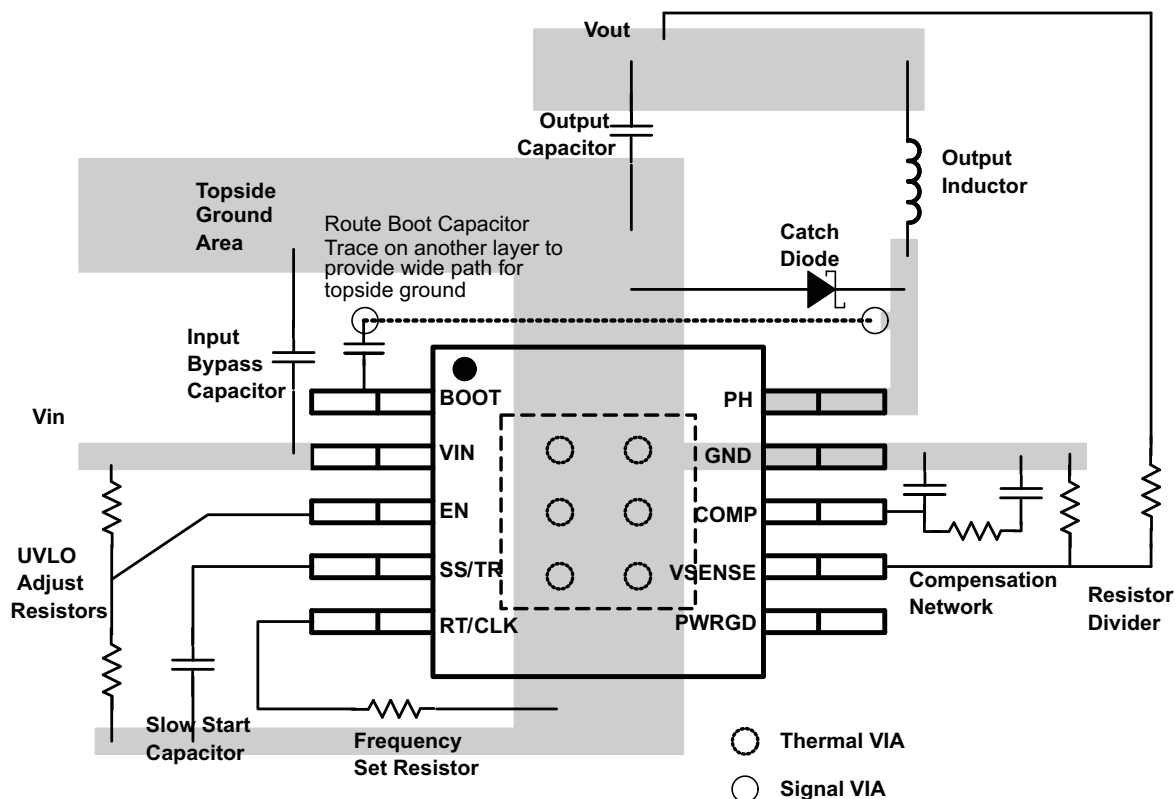 Vout
Output
Capacitor
Output
Inductor
Topside
Ground
Area
Route Boot Capacitor
Trace on another layer to
provide wide path for
topside ground
Catch
Diode
Input
Bypass
Capacitor
Vin
BOOT
VIN
EN
SS/TR
RT/CLK
PH
GND
COMP
VSENSE
PWRGD
UVLO
Adjust
Resistors
Compensation
Network
Resistor
Divider
Slow Start
Capacitor
Frequency
Set Resistor
Thermal VIA
Signal VIA